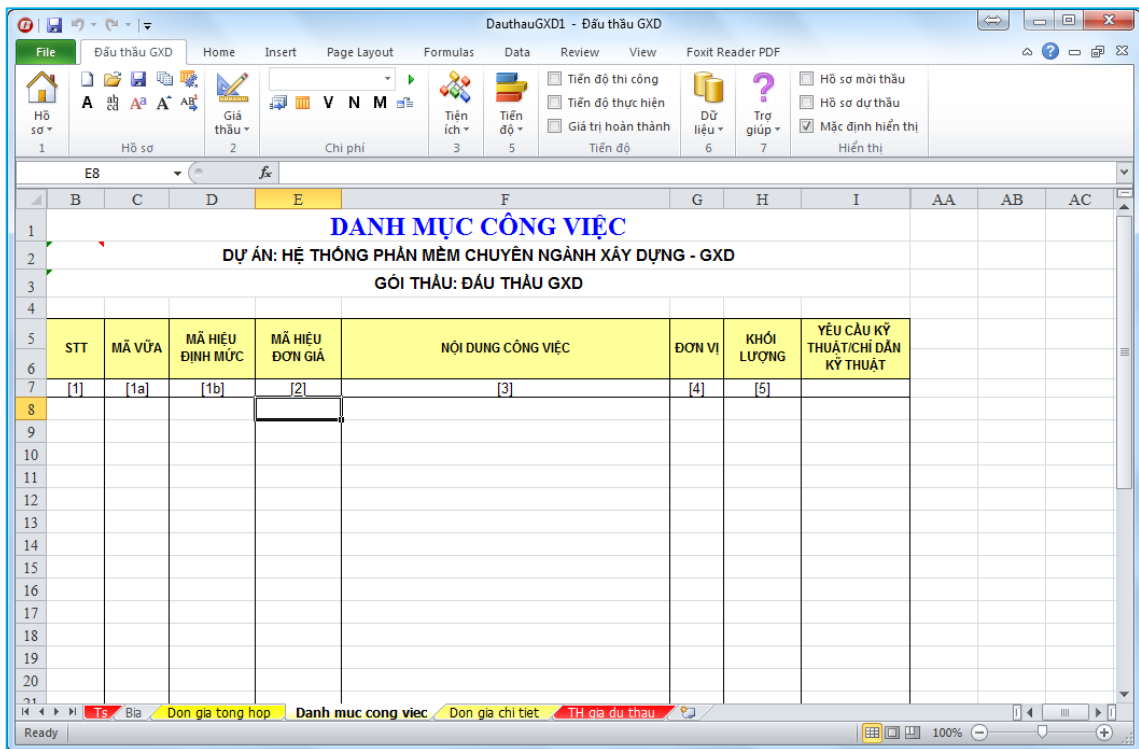 DauthauGXD1 - Đấu thầu GXD
File Đấu thầu GXD Home Insert Page Layout Formulas Data Review View Foxit Reader PDF
Hồ sơ
Giá thầu
V N M
Tiện ích
Tiến độ
Tiến độ thi công
Tiến độ thực hiện
Giá trị hoàn thành
Dữ liệu
Trợ giúp
Hồ sơ mời thầu
Hồ sơ dự thầu
Mặc định hiển thị
1 Hồ sơ 2 Chi phí 3 5 Tiến độ 6 7 Hiển thị
E8 fx
B C D E F G H I AA AB AC
1 DANH MỤC CÔNG VIỆC
2 DỰ ÁN: HỆ THỐNG PHẦN MỀM CHUYÊN NGÀNH XÂY DỰNG - GXD
3 GÓI THẦU: ĐẤU THẦU GXD
4
5
6
STT
MÃ VỮA
MÃ HIỆU
ĐỊNH MỨC
MÃ HIỆU
ĐƠN GIÁ
NỘI DUNG CÔNG VIỆC
ĐƠN VỊ
KHỐI
LƯỢNG
YÊU CẦU KỸ
THUẬT/CHỈ DẪN
KỸ THUẬT
7 [1] [1a] [1b] [2] [3] [4] [5]
8
9
10
11
12
13
14
15
16
17
18
19
20
21
Ts Bia Don gia tong hop Danh muc cong viec Don gia chi tiet TH gia du thau
Ready 100%